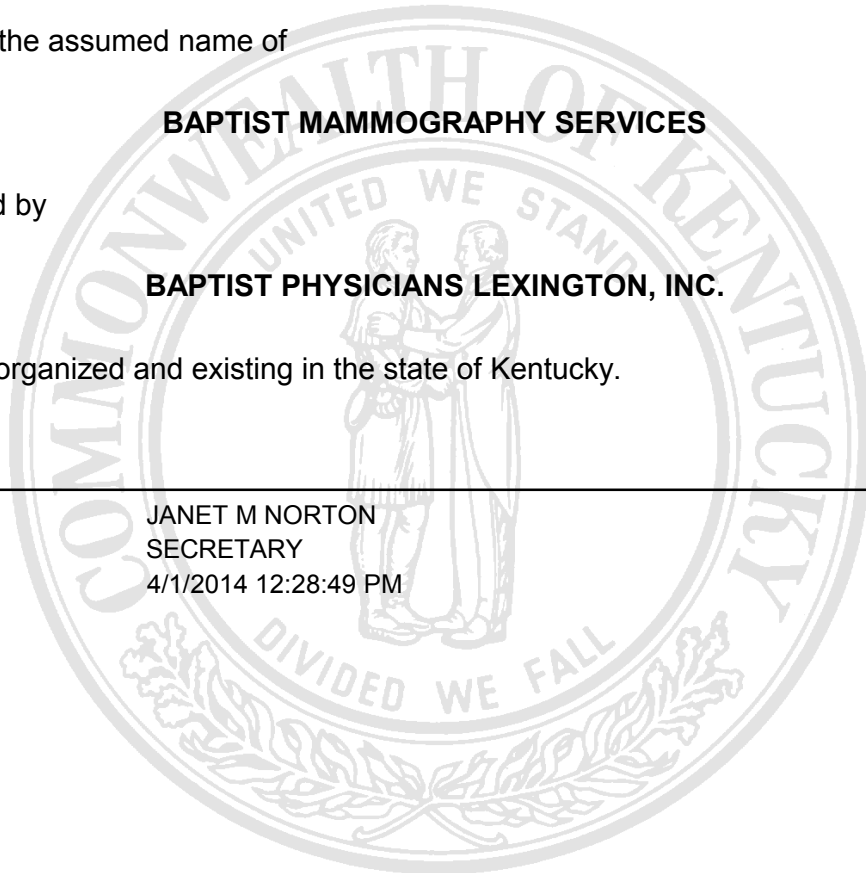 the assumed name of
BAPTIST MAMMOGRAPHY SERVICES
d by
BAPTIST PHYSICIANS LEXINGTON, INC.
organized and existing in the state of Kentucky.
JANET M NORTON
SECRETARY
4/1/2014 12:28:49 PM
COMMONWEALTH OF KENTUCKY
UNITED WE STAND
DIVIDED WE FALL